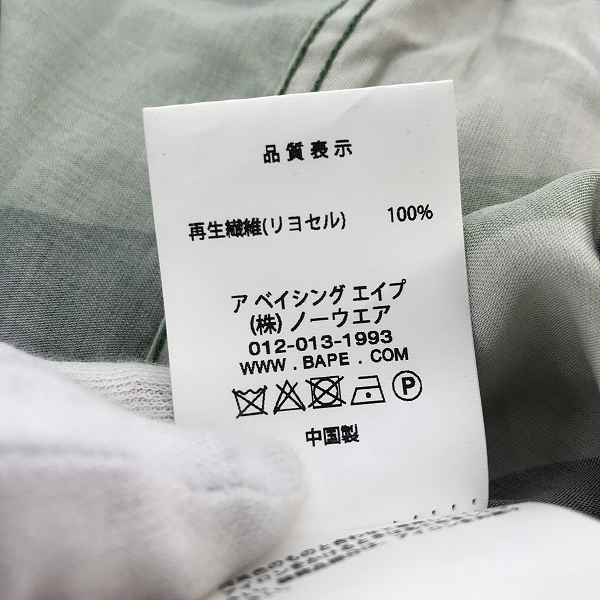 品質表示
再生繊維(リヨセル) 100%
ア ベイシング エイプ
(株) ノーウエア
012-013-1993
WWW . BAPE . COM
P
中国製